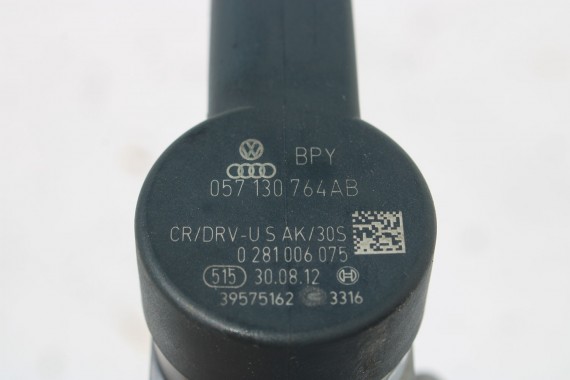 BPY
057 130 764AB
CR/DRV-U S AK/30S
0 281 006 075
515 30.08.12
39575162 3316